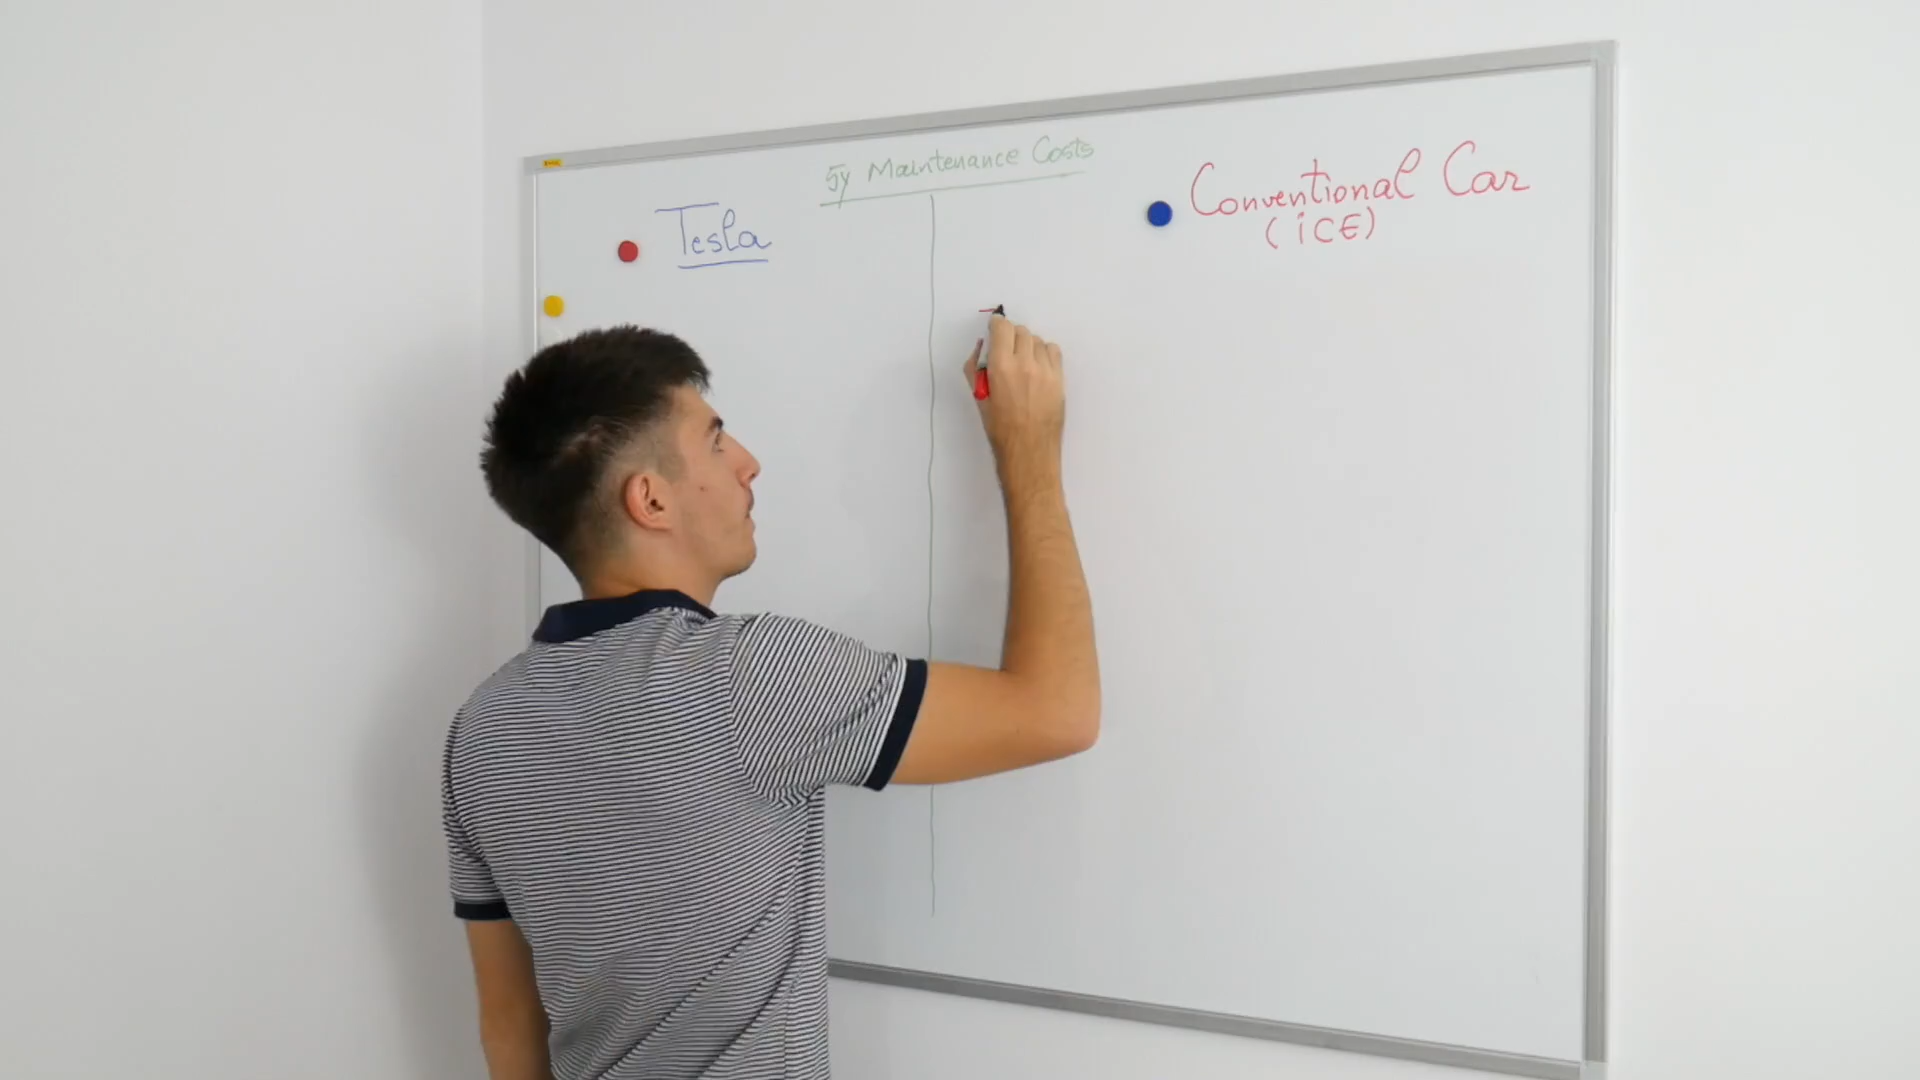 5y Maintenance Costs
Tesla
Conventional Car
(iCE)